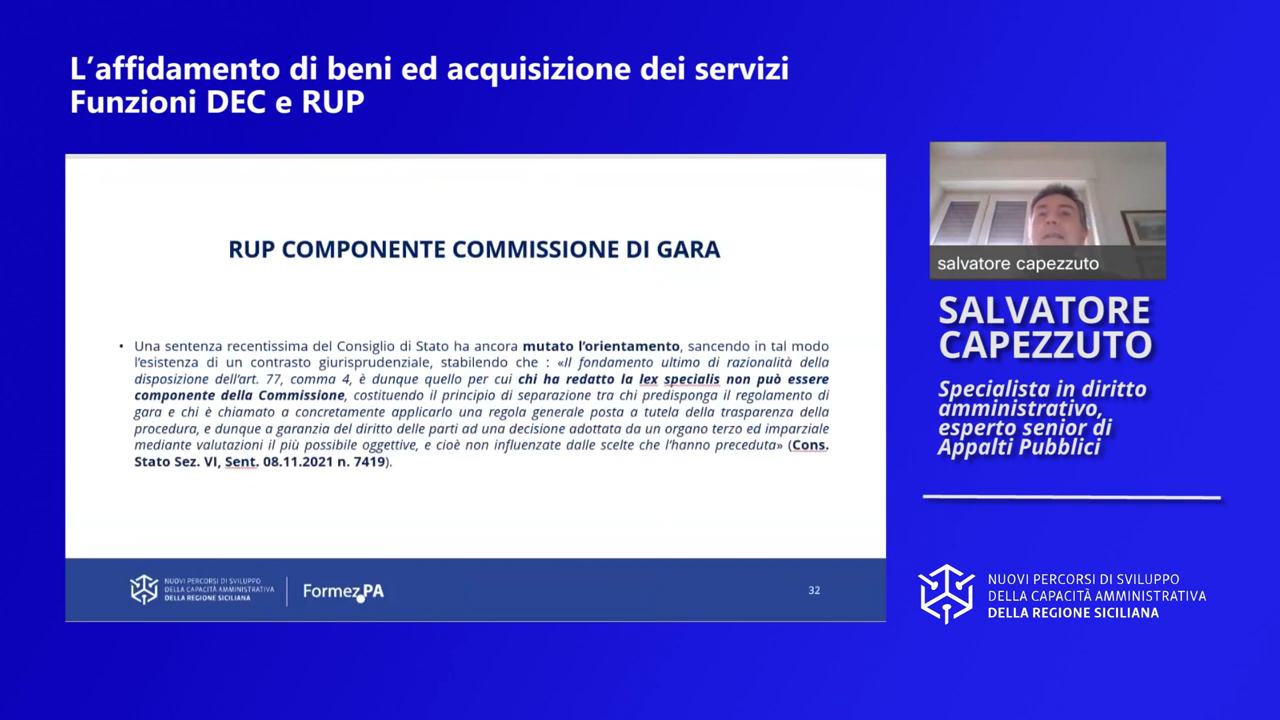 L'affidamento di beni ed acquisizione dei servizi
Funzioni DEC e RUP
RUP COMPONENTE COMMISSIONE DI GARA
• Una sentenza recentissima del Consiglio di Stato ha ancora mutato l'orientamento, sancendo in tal modo
l'esistenza di un contrasto giurisprudenziale, stabilendo che : «Il fondamento ultimo di razionalità della
disposizione dell'art. 77, comma 4, è dunque quello per cui chi ha redatto la lex specialis non può essere
componente della Commissione, costituendo il principio di separazione tra chi predisponga il regolamento di
gara e chi è chiamato a concretamente applicarlo una regola generale posta a tutela della trasparenza della
procedura, e dunque a garanzia del diritto delle parti ad una decisione adottata da un organo terzo ed imparziale
mediante valutazioni il più possibile oggettive, e cioè non influenzate dalle scelte che l'hanno preceduta» (Cons.
Stato Sez. VI, Sent. 08.11.2021 n. 7419).
NUOVI PERCORSI DI SVILUPPO
DELLA CAPACITÀ AMMINISTRATIVA
DELLA REGIONE SICILIANA
Formez PA
32
salvatore capezzuto
SALVATORE
CAPEZZUTO
Specialista in diritto
amministrativo,
esperto senior di
Appalti Pubblici
NUOVI PERCORSI DI SVILUPPO
DELLA CAPACITÀ AMMINISTRATIVA
DELLA REGIONE SICILIANA